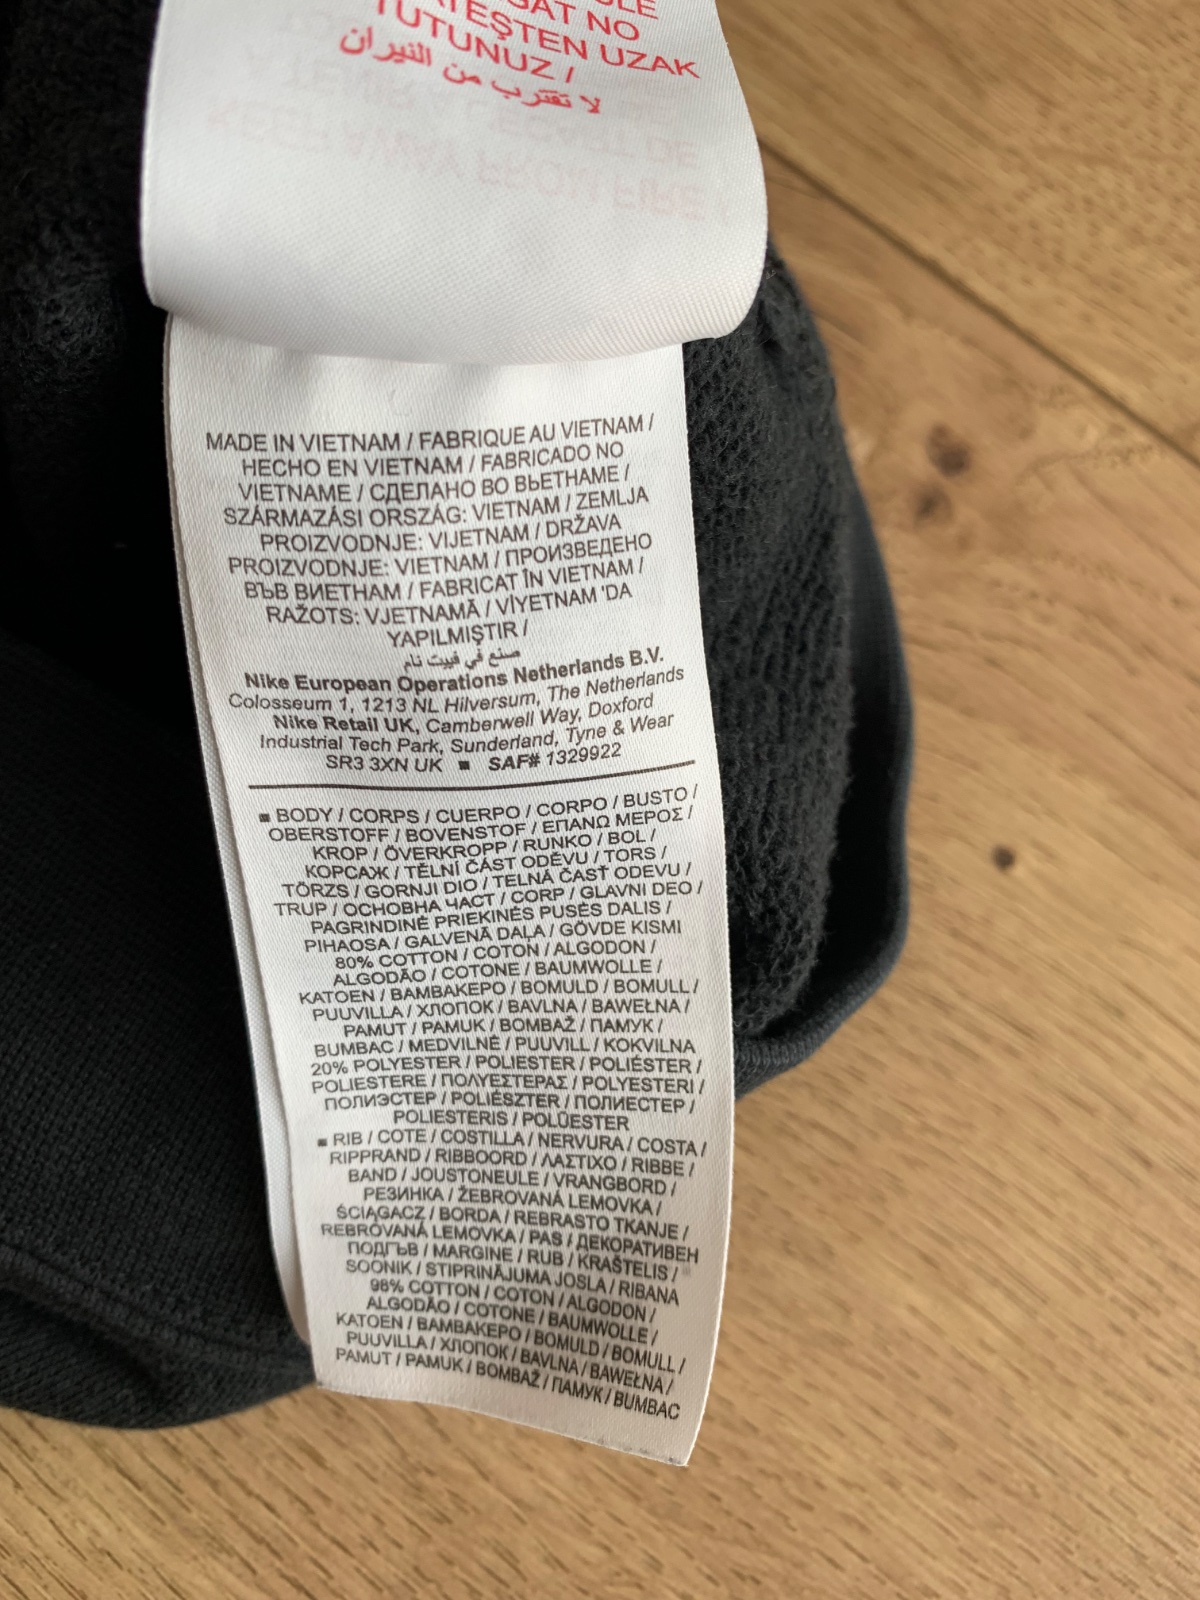 GAT NO
ATEŞTEN UZAK
TUTUNUZ /
لا تقترب من النيران
MADE IN VIETNAM / FABRIQUE AU VIETNAM /
HECHO EN VIETNAM / FABRICADO NO
VIETNAME / СДЕЛАНО ВО ВЬЕТНАМЕ /
SZÁRMAZÁSI ORSZÁG: VIETNAM / ZEMLJA
PROIZVODNJE: VIJETNAM / DRŽAVA
PROIZVODNJE: VIETNAM / ПРОИЗВЕДЕНО
ВЪВ ВИЕТНАМ / FABRICAT ÎN VIETNAM /
RAŽOTS: VJETNAMĀ / VİYETNAM 'DA
YAPILMIŞTIR /
صنع في فييت نام
Nike European Operations Netherlands B.V.
Colosseum 1, 1213 NL Hilversum, The Netherlands
Nike Retail UK, Camberwell Way, Doxford
Industrial Tech Park, Sunderland, Tyne & Wear
SR3 3XN UK ■ SAF# 1329922
■ BODY / CORPS / CUERPO / CORPO / BUSTO /
OBERSTOFF / BOVENSTOF / ΕΠΑΝΩ ΜΕΡΟΣ /
KROP / ÖVERKROPP / RUNKO / BOL /
КОРСАЖ / TĚLNÍ ČÁST ODĚVU / TORS /
TÖRZS / GORNJI DIO / TELNÁ ČASŤ ODEVU /
TRUP / ОСНОВНА ЧАСТ / CORP / GLAVNI DEO /
PAGRINDINĖ PRIEKINĖS PUSĖS DALIS /
PIHAOSA / GALVENĀ DAĻA / GÖVDE KISMI
80% COTTON / COTON / ALGODON /
ALGODÃO / COTONE / BAUMWOLLE /
KATOEN / ΒΑΜΒΑΚΕΡΟ / BOMULD / BOMULL /
PUUVILLA / ХЛОПОК / BAVLNA / BAWEŁNA /
PAMUT / PAMUK / BOMBAŽ / ПАМУК /
BUMBAC / MEDVILNĖ / PUUVILL / KOKVILNA
20% POLYESTER / POLIESTER / POLIÉSTER /
POLIESTERE / ΠΟΛΥΕΣΤΕΡΑΣ / POLYESTERI /
ПОЛИЭСТЕР / POLIÉSZTER / ПОЛИЕСТЕР /
POLIESTERIS / POLÜESTER
■ RIB / COTE / COSTILLA / NERVURA / COSTA /
RIPPRAND / RIBBOORD / ΛΑΣΤΙΧΟ / RIBBE /
BAND / JOUSTONEULE / VRANGBORD /
РЕЗИНКА / ŽEBROVANÁ LEMOVKA /
ŚCIĄGACZ / BORDA / REBRASTO TKANJE /
REBROVANÁ LEMOVKA / PAS / ДЕКОРАТИВЕН
ПОДГЪВ / MARGINE / RUB / KRAŠTELIS /
SOONIK / STIPRINĀJUMA JOSLA / RIBANA
98% COTTON / COTON / ALGODON /
ALGODÃO / COTONE / BAUMWOLLE /
KATOEN / ΒΑΜΒΑΚΕΡΟ / BOMULD / BOMULL /
PUUVILLA / ХЛОПОК / BAVLNA / BAWEŁNA /
PAMUT / PAMUK / BOMBAŽ / ПАМУК / BUMBAC